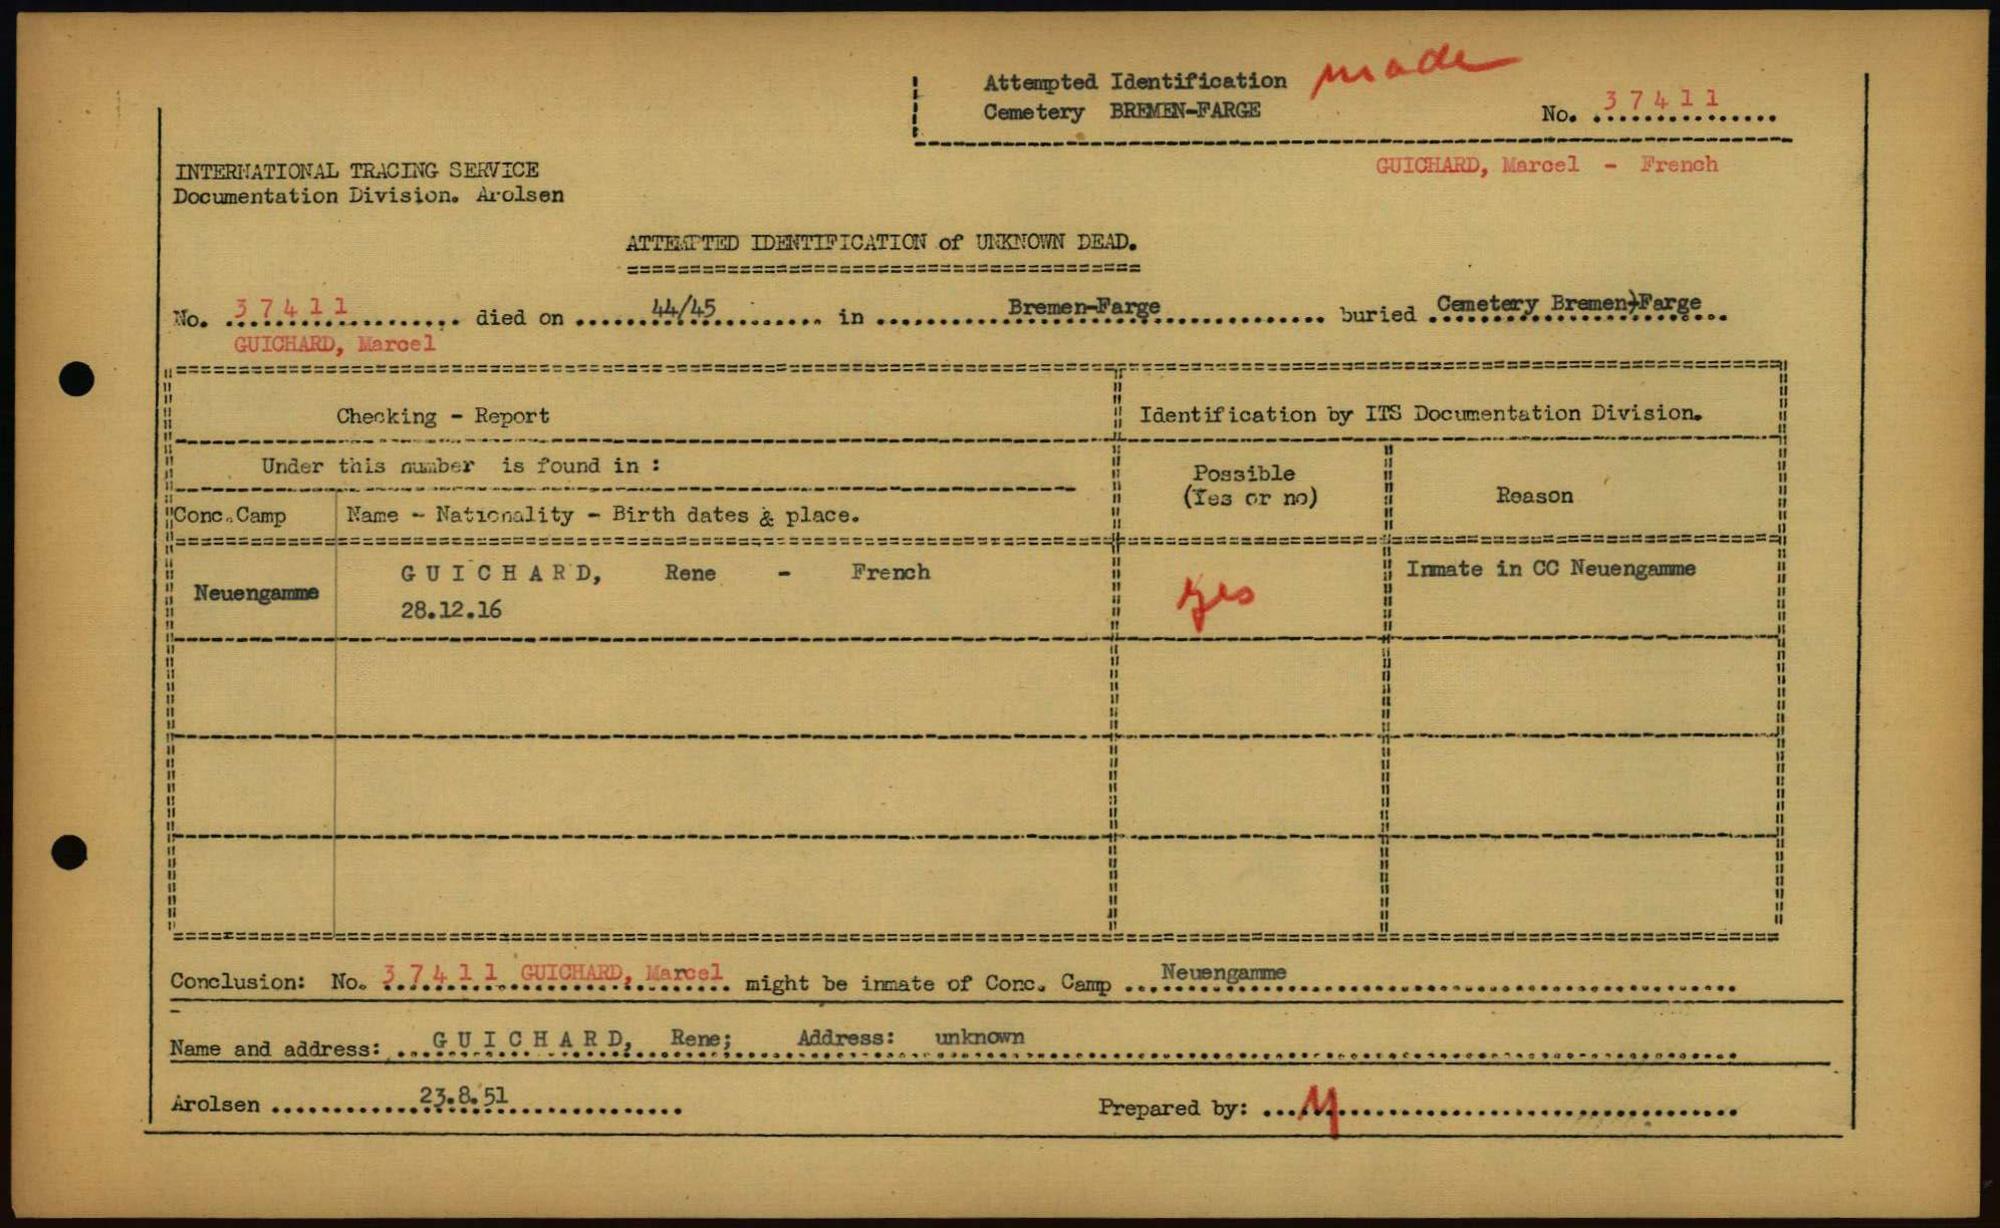 Attempted Identification made
Cemetery BREMEN-FARGE
No. 37411
GUICHARD, Marcel - French
INTERNATIONAL TRACING SERVICE
Documentation Division. Arolsen
ATTEMPTED IDENTIFICATION of UNKNOWN DEAD.
No. 37411 died on 44/45 in Bremen-Farge buried Cemetery Bremen-Farge
GUICHARD, Marcel
Checking - Report
Identification by ITS Documentation Division.
Under this number is found in :
Possible
(Yes or no)
Reason
Conc.Camp
Name - Nationality - Birth dates & place.
Neuengamme
GUICHARD, Rene - French
28.12.16
yes
Inmate in CC Neuengamme
Conclusion: No. 37411 GUICHARD, Marcel might be inmate of Conc. Camp Neuengamme
Name and address: GUICHARD, Rene; Address: unknown
Arolsen 23.8.51
Prepared by: